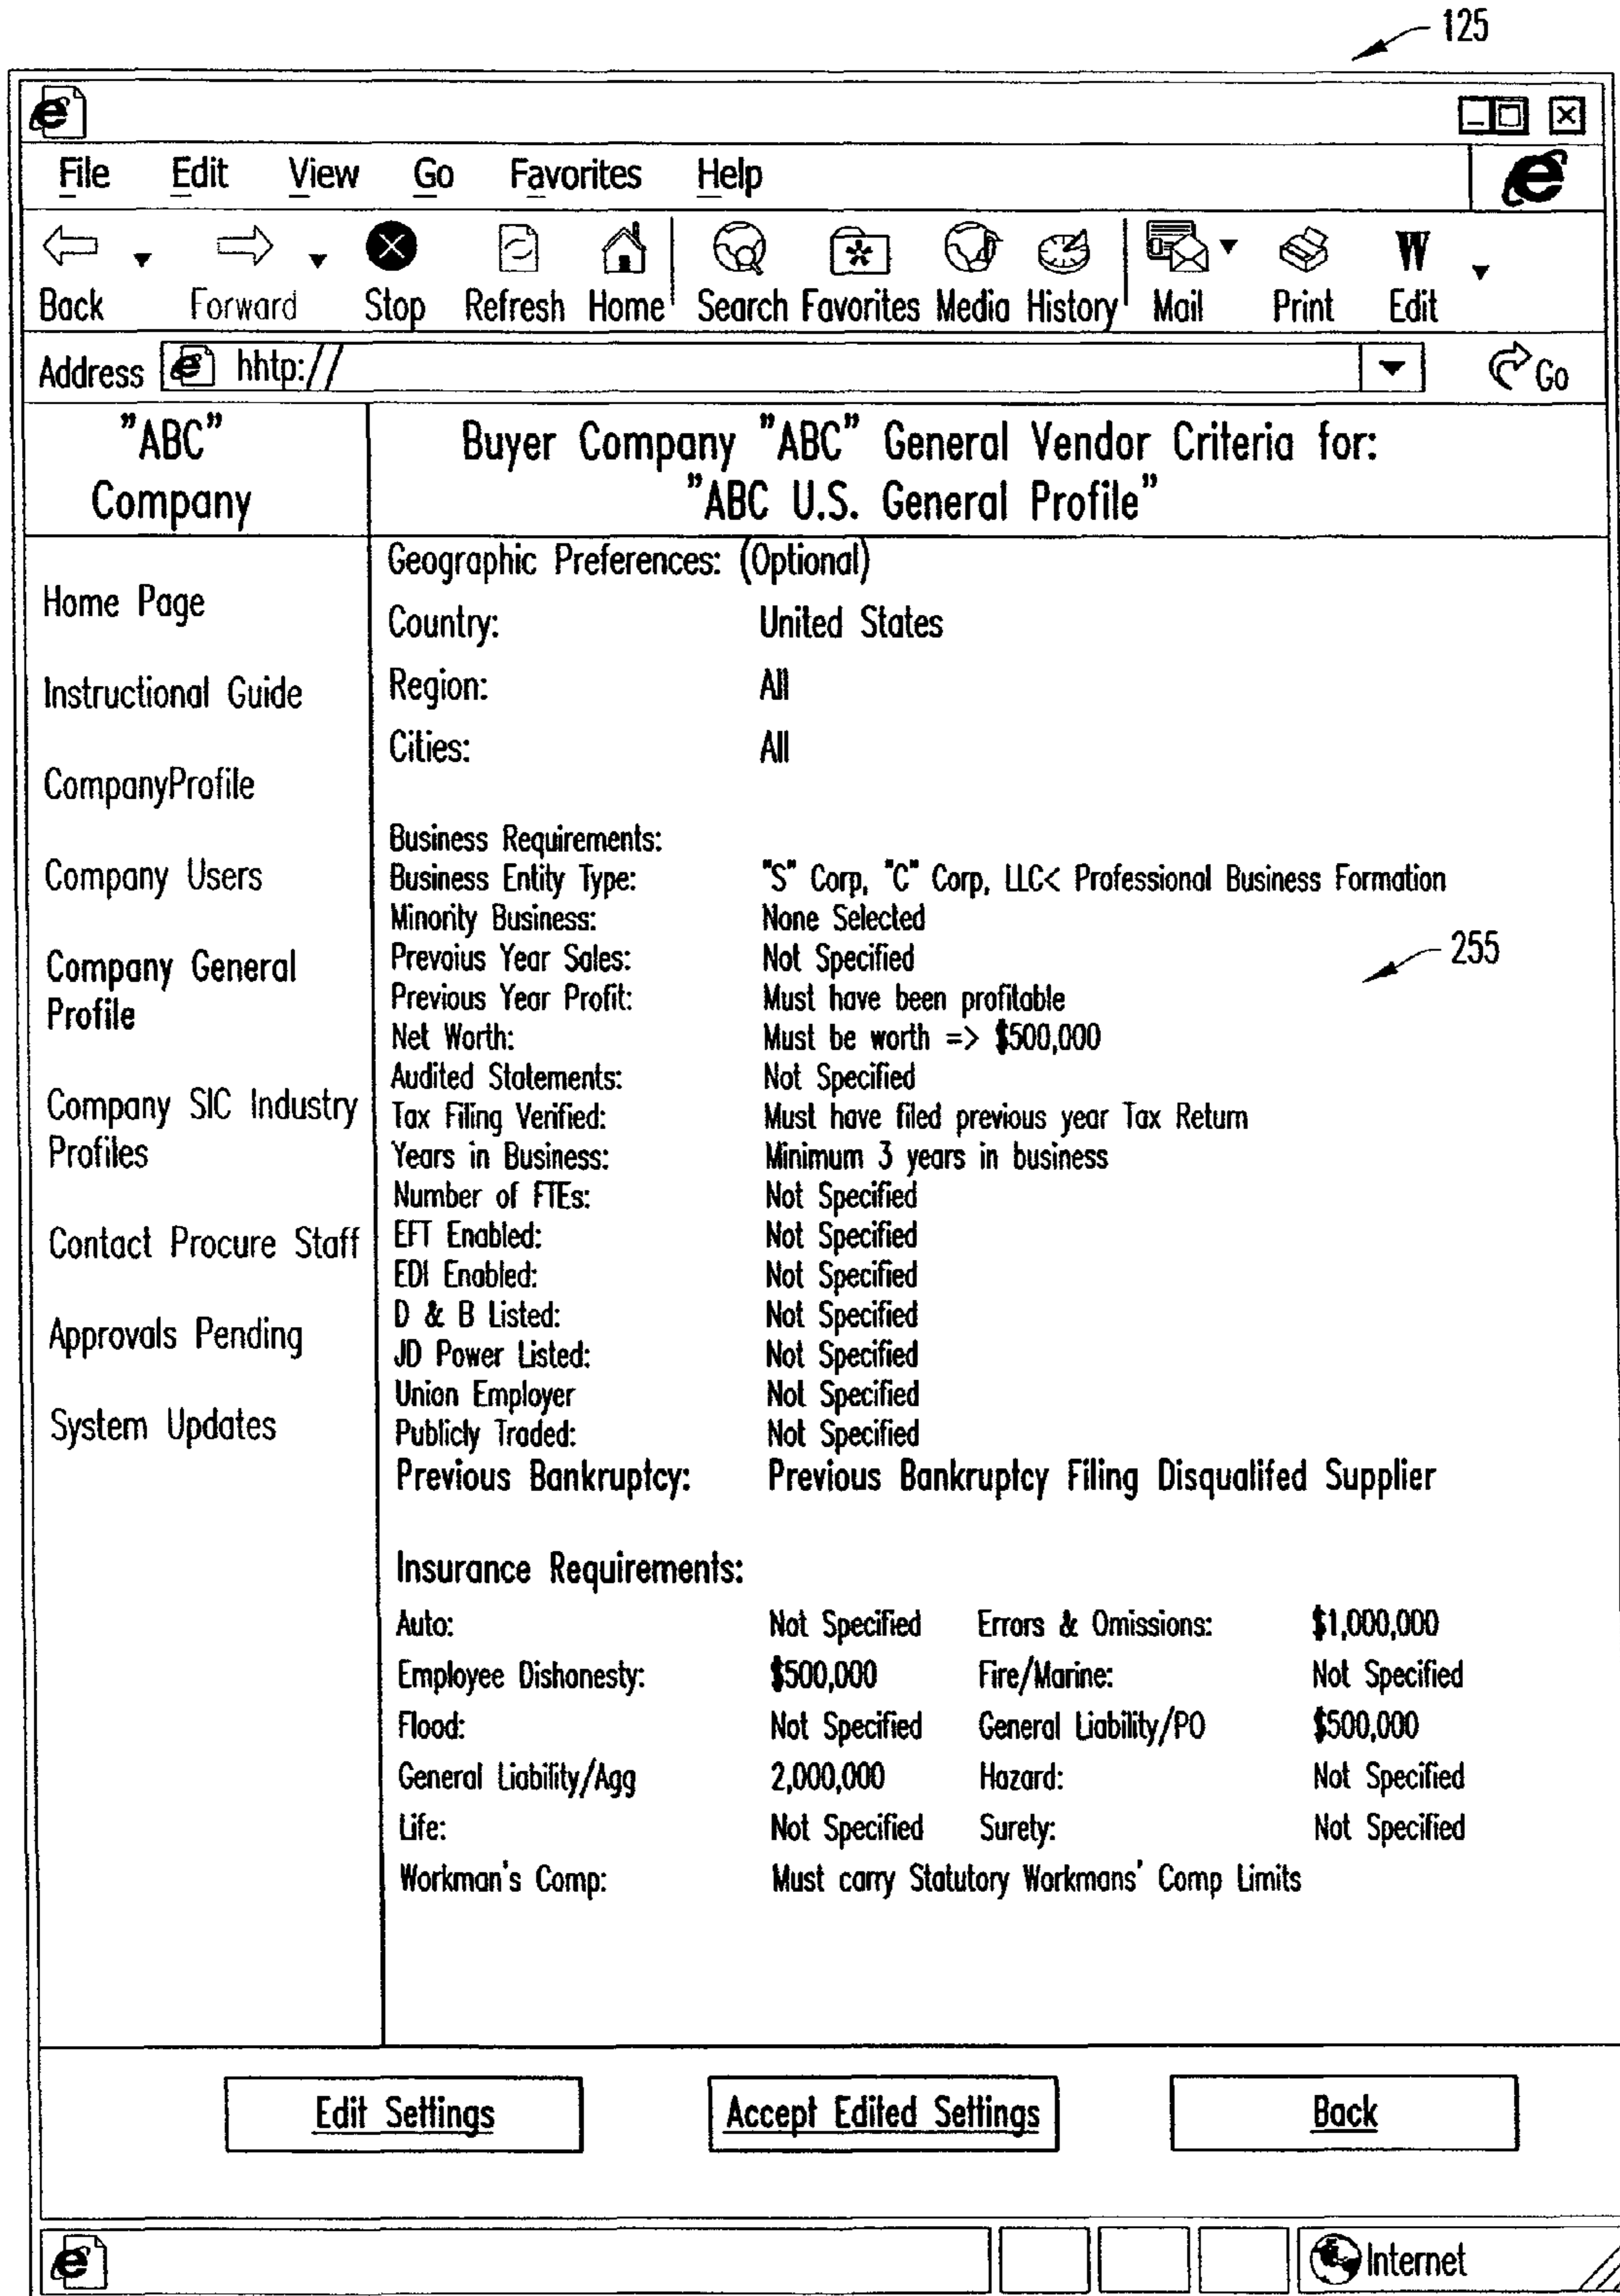 125
File Edit View Go Favorites Help
Back Forward Stop Refresh Home Search Favorites Media History Mail Print Edit
Address hhtp:// Go
"ABC"
Company
Buyer Company "ABC" General Vendor Criteria for:
"ABC U.S. General Profile"
Home Page
Instructional Guide
CompanyProfile
Company Users
Company General
Profile
Company SIC Industry
Profiles
Contact Procure Staff
Approvals Pending
System Updates
Geographic Preferences: (Optional)
Country: United States
Region: All
Cities: All
Business Requirements:
Business Entity Type: "S" Corp, "C" Corp, LLC< Professional Business Formation
Minority Business: None Selected
Prevoius Year Sales: Not Specified
255
Previous Year Profit: Must have been profitable
Net Worth: Must be worth => $500,000
Audited Statements: Not Specified
Tax Filing Verified: Must have filed previous year Tax Return
Years in Business: Minimum 3 years in business
Number of FTEs: Not Specified
EFT Enabled: Not Specified
EDI Enabled: Not Specified
D & B Listed: Not Specified
JD Power Listed: Not Specified
Union Employer Not Specified
Publicly Traded: Not Specified
Previous Bankruptcy: Previous Bankruptcy Filing Disqualifed Supplier
Insurance Requirements:
Auto: Not Specified Errors & Omissions: $1,000,000
Employee Dishonesty: $500,000 Fire/Marine: Not Specified
Flood: Not Specified General Liability/PO $500,000
General Liability/Agg 2,000,000 Hazard: Not Specified
Life: Not Specified Surety: Not Specified
Workman's Comp: Must carry Statutory Workmans' Comp Limits
Edit Settings Accept Edited Settings Back
Internet